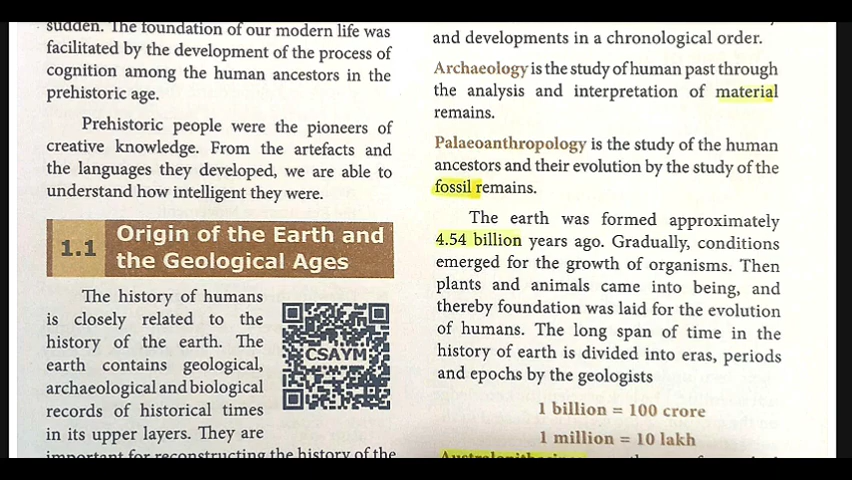 sudden. The foundation of our modern life was
facilitated by the development of the process of
cognition among the human ancestors in the
prehistoric age.
Prehistoric people were the pioneers of
creative knowledge. From the artefacts and
the languages they developed, we are able to
understand how intelligent they were.
1.1
Origin of the Earth and
the Geological Ages
The history of humans
is closely related to the
history of the earth. The
earth contains geological,
archaeological and biological
records of historical times
in its upper layers. They are
important for reconstructing the history of the
CSAYM
and developments in a chronological order.
Archaeology is the study of human past through
the analysis and interpretation of material
remains.
Palaeoanthropology is the study of the human
ancestors and their evolution by the study of the
fossil remains.
The earth was formed approximately
4.54 billion years ago. Gradually, conditions
emerged for the growth of organisms. Then
plants and animals came into being, and
thereby foundation was laid for the evolution
of humans. The long span of time in the
history of earth is divided into eras, periods
and epochs by the geologists
1 billion = 100 crore
1 million = 10 lakh